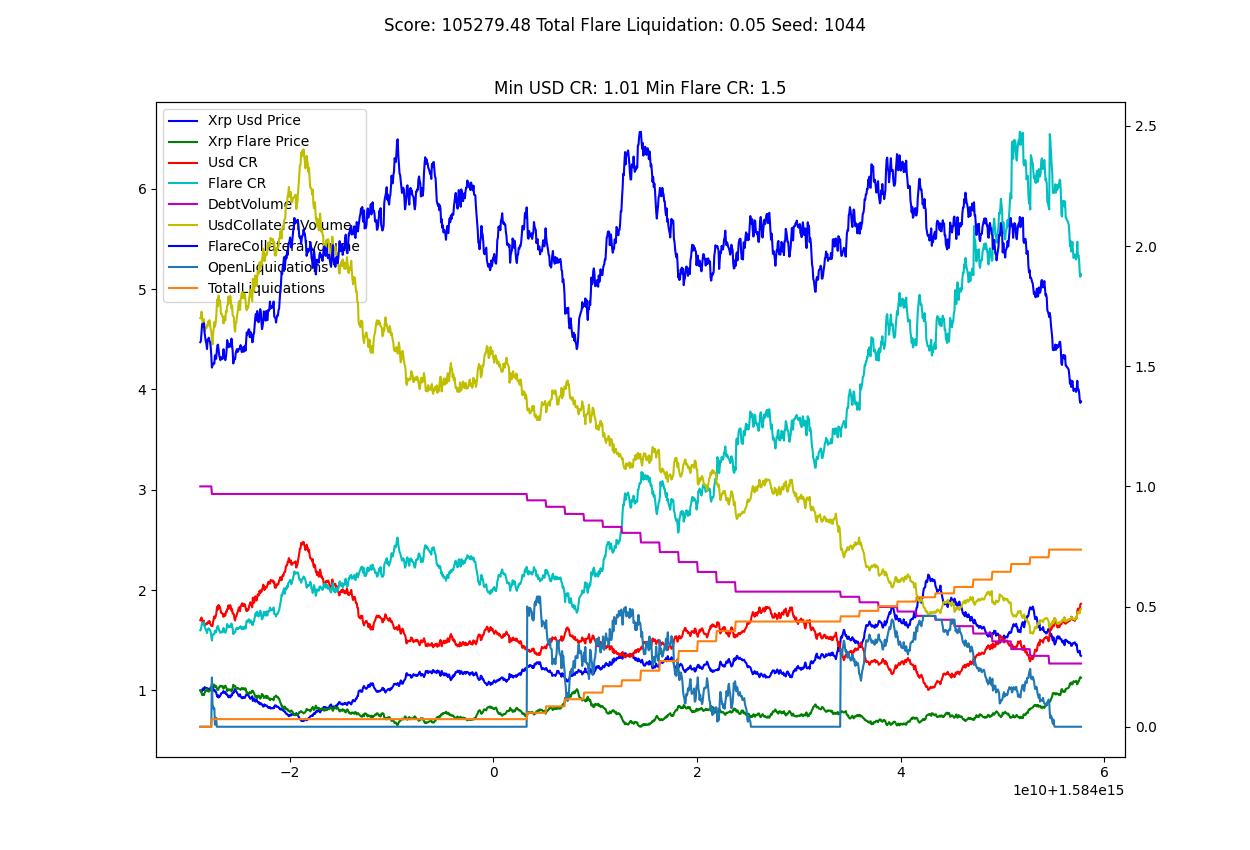 Score: 105279.48 Total Flare Liquidation: 0.05 Seed: 1044
Min USD CR: 1.01 Min Flare CR: 1.5
Xrp Usd Price
Xrp Flare Price
Usd CR
Flare CR
DebtVolume
UsdCollateralVolume
FlareCollateralVolume
OpenLiquidations
TotalLiquidations
6
5
4
3
2
1
2.5
2.0
1.5
1.0
0.5
0.0
−2 0 2 4 6
1e10+1.584e15